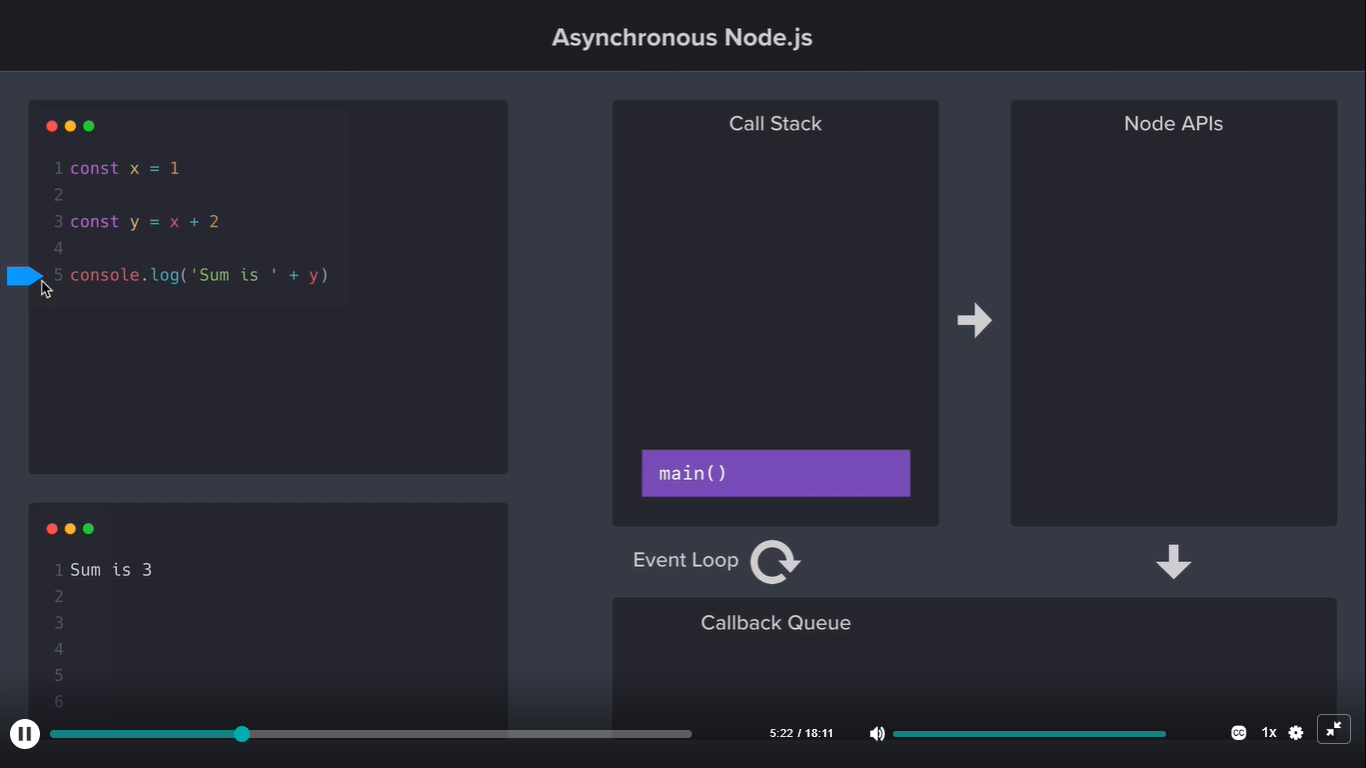 Asynchronous Node.js
1 const x = 1
2
3 const y = x + 2
4
5 console.log('Sum is ' + y)
1 Sum is 3
2
3
4
5
6
Call Stack
main()
Node APIs
Event Loop
Callback Queue
5:22 / 18:11
CC
1x